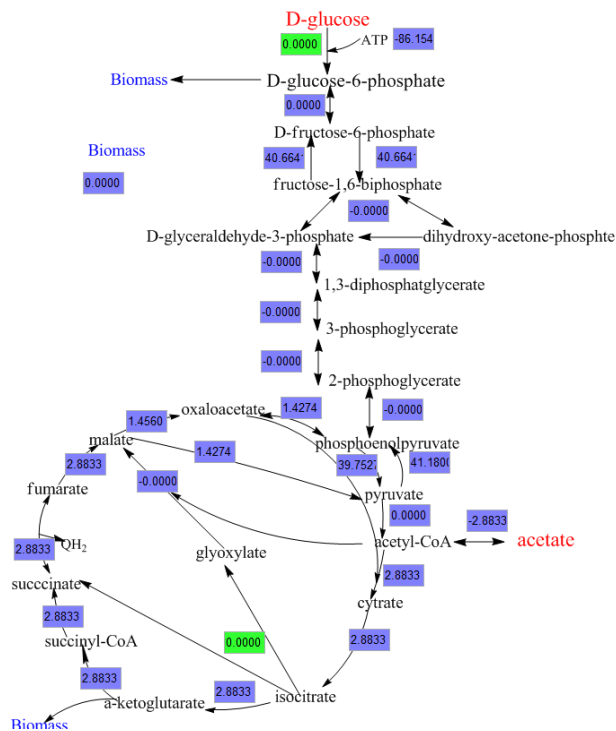 D-glucose
0.0000
ATP
-86.154
Biomass
D-glucose-6-phosphate
0.0000
D-fructose-6-phosphate
Biomass
40.664
40.664
fructose-1,6-biphosphate
0.0000
-0.0000
D-glyceraldehyde-3-phosphate
dihydroxy-acetone-phosphte
-0.0000
-0.0000
1,3-diphosphatglycerate
-0.0000
3-phosphoglycerate
-0.0000
2-phosphoglycerate
-0.0000
oxaloacetate
1.4274
1.4560
malate
phosphoenolpyruvate
1.4274
2.8833
39.752
41.180
-0.0000
fumarate
pyruvate
0.0000
-2.8833
QH2
acetyl-CoA
acetate
2.8833
glyoxylate
2.8833
succcinate
cytrate
2.8833
succinyl-CoA
0.0000
2.8833
2.8833
2.8833
a-ketoglutarate
isocitrate
Biomass